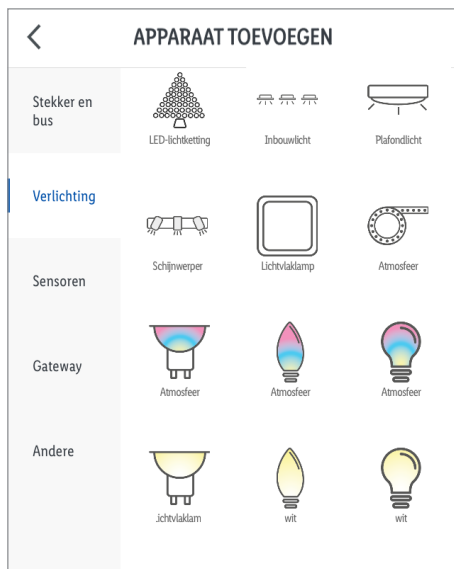 APPARAAT TOEVOEGEN
Stekker en
bus
Verlichting
Sensoren
Gateway
Andere
LED-lichtketting
Inbouwlicht
Plafondlicht
Schijnwerper
Lichtvlaklamp
Atmosfeer
Atmosfeer
Atmosfeer
Atmosfeer
.ichtvlaklam
wit
wit